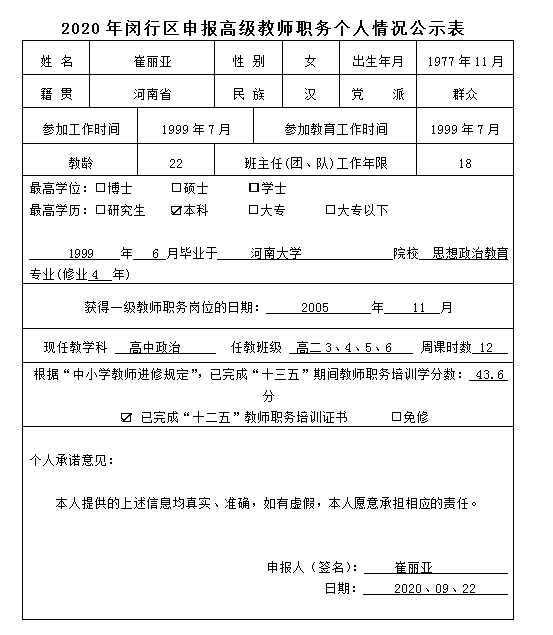 2020 年闵行区申报高级教师职务个人情况公示表
姓 名 崔丽亚 性 别 女 出生年月 1977 年 11 月
籍 贯 河南省 民 族 汉 党 派 群众
参加工作时间 1999 年 7 月 参加教育工作时间 1999 年 7 月
教龄 22 班主任(团、队)工作年限 18
最高学位：□博士 □硕士 □学士
最高学历：□研究生 ☑本科 □大专 □大专以下
1999 年 6 月毕业于 河南大学 院校 思想政治教育
专业(修业 4 年)
获得一级教师职务岗位的日期： 2005 年 11 月
现任教学科 高中政治 任教班级 高二 3、4、5、6 周课时数 12
根据“中小学教师进修规定”，已完成“十三五”期间教师职务培训学分数： 43.6
分
☑ 已完成“十二五”教师职务培训证书 □免修
个人承诺意见：
本人提供的上述信息均真实、准确，如有虚假，本人愿意承担相应的责任。
申报人（签名）： 崔丽亚
日期： 2020、09、22